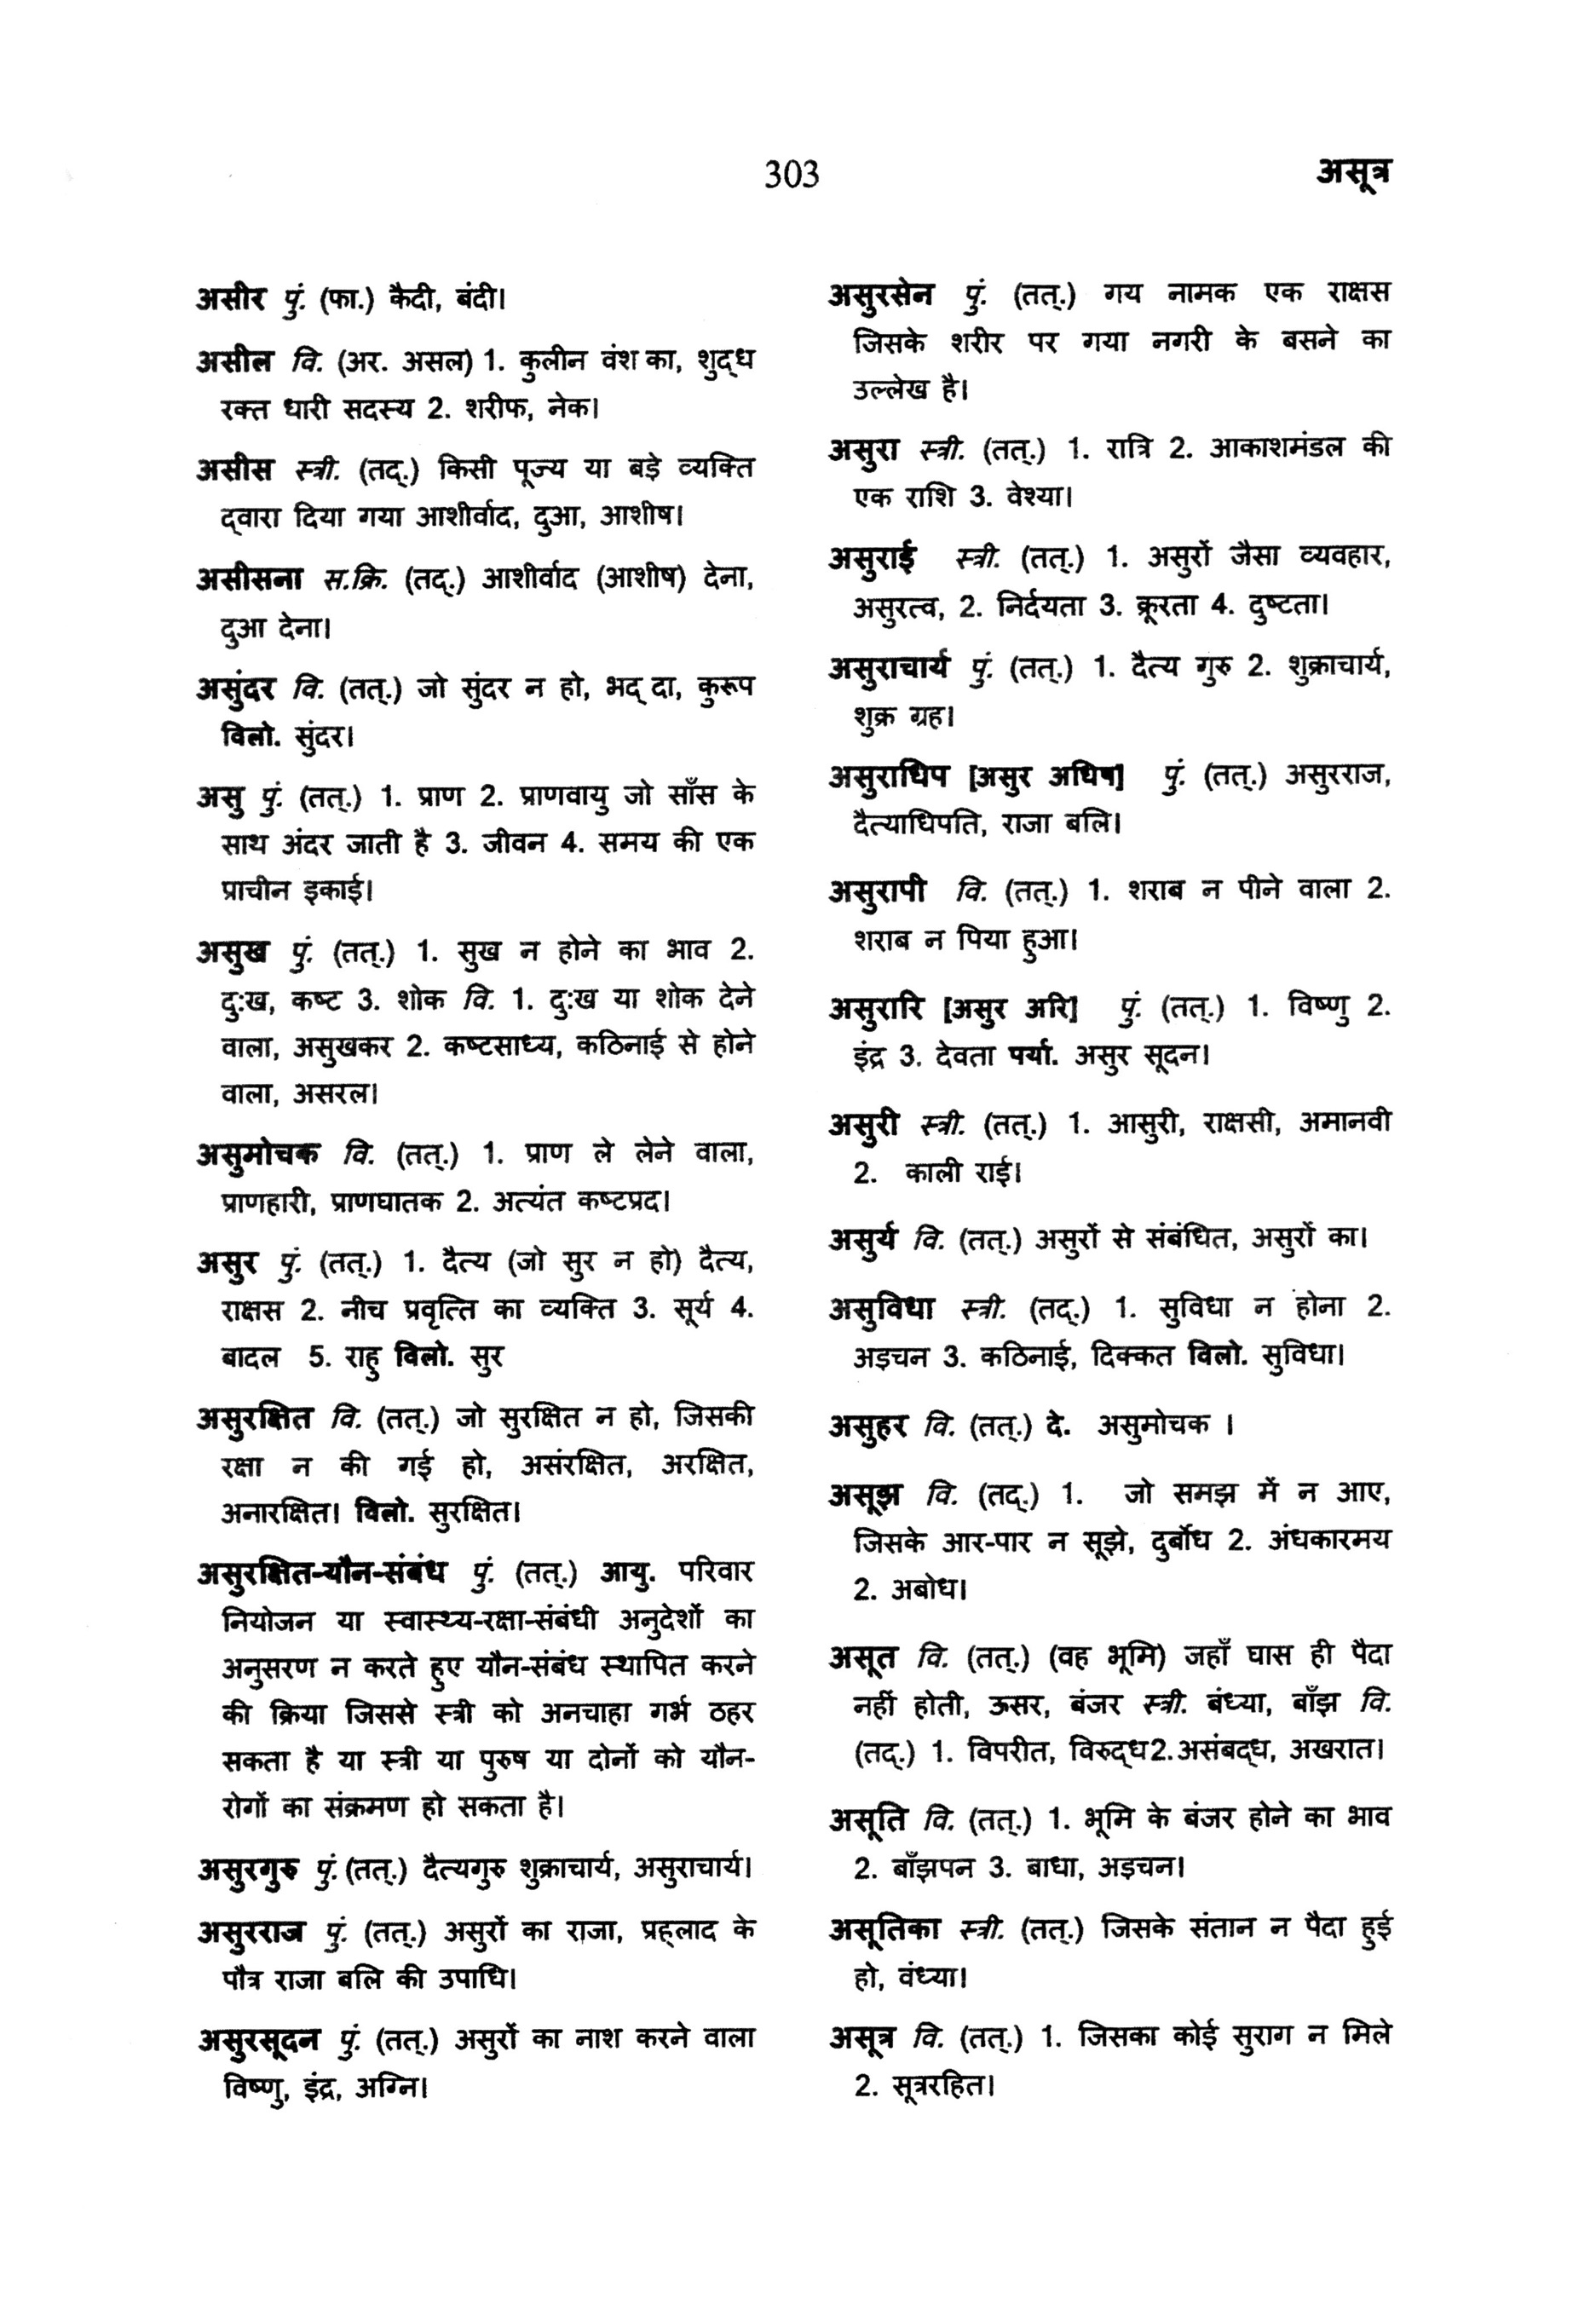 303
असूत्र
असीर पुं. (फा.) कैदी, बंदी।
असील वि. (अर. असल) 1. कुलीन वंश का, शुद्ध
रक्त धारी सदस्य 2. शरीफ, नेक।
असीस स्त्री. (तद्.) किसी पूज्य या बड़े व्यक्ति
द्वारा दिया गया आशीर्वाद, दुआ, आशीष।
असीसना स.क्रि. (तद्.) आशीर्वाद (आशीष) देना,
दुआ देना।
असुंदर वि. (तत्.) जो सुंदर न हो, भद्दा, कुरूप
विलो. सुंदर।
असु पुं. (तत्.) 1. प्राण 2. प्राणवायु जो साँस के
साथ अंदर जाती है 3. जीवन 4. समय की एक
प्राचीन इकाई।
असुख पुं. (तत्.) 1. सुख न होने का भाव 2.
दु:ख, कष्ट 3. शोक वि. 1. दु:ख या शोक देने
वाला, असुखकर 2. कष्टसाध्य, कठिनाई से होने
वाला, असरल।
असुमोचक वि. (तत्.) 1. प्राण ले लेने वाला,
प्राणहारी, प्राणघातक 2. अत्यंत कष्टप्रद।
असुर पुं. (तत्.) 1. दैत्य (जो सुर न हो) दैत्य,
राक्षस 2. नीच प्रवृत्ति का व्यक्ति 3. सूर्य 4.
बादल 5. राहु विलो. सुर
असुरक्षित वि. (तत्.) जो सुरक्षित न हो, जिसकी
रक्षा न की गई हो, असंरक्षित, अरक्षित,
अनारक्षित। विलो. सुरक्षित।
असुरक्षित-यौन-संबंध पुं. (तत्.) आयु. परिवार
नियोजन या स्वास्थ्य-रक्षा-संबंधी अनुदेशों का
अनुसरण न करते हुए यौन-संबंध स्थापित करने
की क्रिया जिससे स्त्री को अनचाहा गर्भ ठहर
सकता है या स्त्री या पुरुष या दोनों को यौन-
रोगों का संक्रमण हो सकता है।
असुरगुरु पुं. (तत्.) दैत्यगुरु शुक्राचार्य, असुराचार्य।
असुरराज पुं. (तत्.) असुरों का राजा, प्रह्लाद के
पौत्र राजा बलि की उपाधि।
असुरसूदन पुं. (तत्.) असुरों का नाश करने वाला
विष्णु, इंद्र, अग्नि।
असुरसेन पुं. (तत्.) गय नामक एक राक्षस
जिसके शरीर पर गया नगरी के बसने का
उल्लेख है।
असुरा स्त्री. (तत्.) 1. रात्रि 2. आकाशमंडल की
एक राशि 3. वेश्या।
असुराई स्त्री. (तत्.) 1. असुरों जैसा व्यवहार,
असुरत्व, 2. निर्दयता 3. क्रूरता 4. दुष्टता।
असुराचार्य पुं. (तत्.) 1. दैत्य गुरु 2. शुक्राचार्य,
शुक्र ग्रह।
असुराधिप [असुर अधिष] पुं. (तत्.) असुरराज,
दैत्याधिपति, राजा बलि।
असुरापी वि. (तत्.) 1. शराब न पीने वाला 2.
शराब न पिया हुआ।
असुरारि [असुर अरि] पुं. (तत्.) 1. विष्णु 2.
इंद्र 3. देवता पर्या. असुर सूदन।
असुरी स्त्री. (तत्.) 1. आसुरी, राक्षसी, अमानवी
2. काली राई।
असुर्य वि. (तत्.) असुरों से संबंधित, असुरों का।
असुविधा स्त्री. (तद्.) 1. सुविधा न होना 2.
अड़चन 3. कठिनाई, दिक्कत विलो. सुविधा।
असुहर वि. (तत्.) दे. असुमोचक ।
असूझ वि. (तद्.) 1. जो समझ में न आए,
जिसके आर-पार न सूझे, दुर्बोध 2. अंधकारमय
2. अबोध।
असूत वि. (तत्.) (वह भूमि) जहाँ घास ही पैदा
नहीं होती, ऊसर, बंजर स्त्री. बंध्या, बाँझ वि.
(तद्.) 1. विपरीत, विरुद्ध2.असंबद्ध, अखरात।
असूति वि. (तत्.) 1. भूमि के बंजर होने का भाव
2. बाँझपन 3. बाधा, अड़चन।
असूतिका स्त्री. (तत्.) जिसके संतान न पैदा हुई
हो, वंध्या।
असूत्र वि. (तत्.) 1. जिसका कोई सुराग न मिले
2. सूत्ररहित।